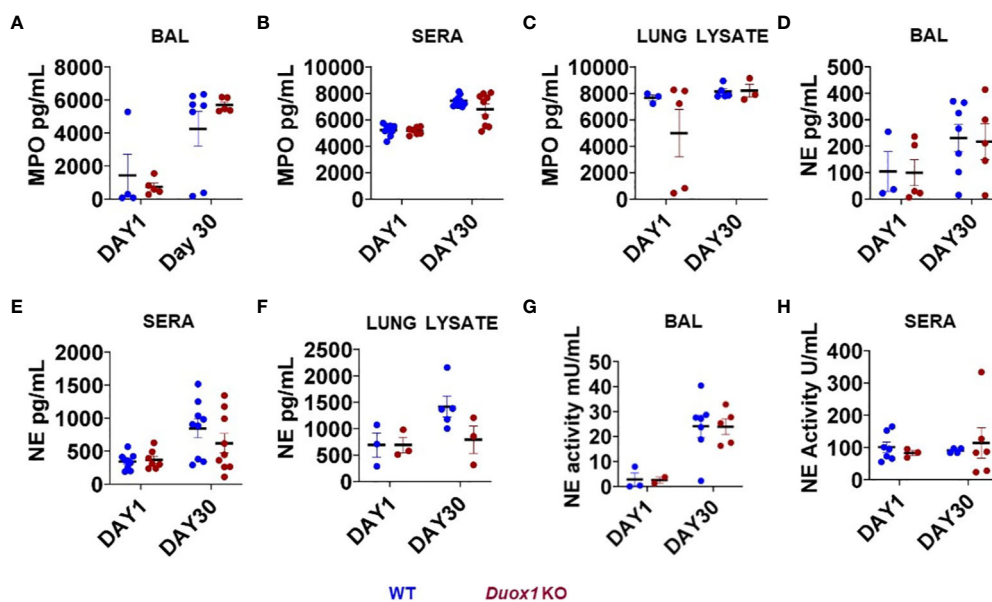 A
BAL
MPO pg/mL
6000
4000
2000
0
DAY1
Day 30
B
SERA
MPO pg/mL
10000
8000
6000
4000
2000
0
DAY1
DAY30
C
LUNG LYSATE
MPO pg/mL
10000
8000
6000
4000
2000
0
DAY1
DAY30
D
BAL
NE pg/mL
500
400
300
200
100
0
DAY1
DAY30
E
SERA
NE pg/mL
2000
1500
1000
500
0
DAY1
DAY30
F
LUNG LYSATE
NE pg/mL
2500
2000
1500
1000
500
0
DAY1
DAY30
G
BAL
NE activity mU/mL
50
40
30
20
10
0
DAY1
DAY30
H
SERA
NE Activity U/mL
400
300
200
100
0
DAY1
DAY30
WT
Duox1 KO